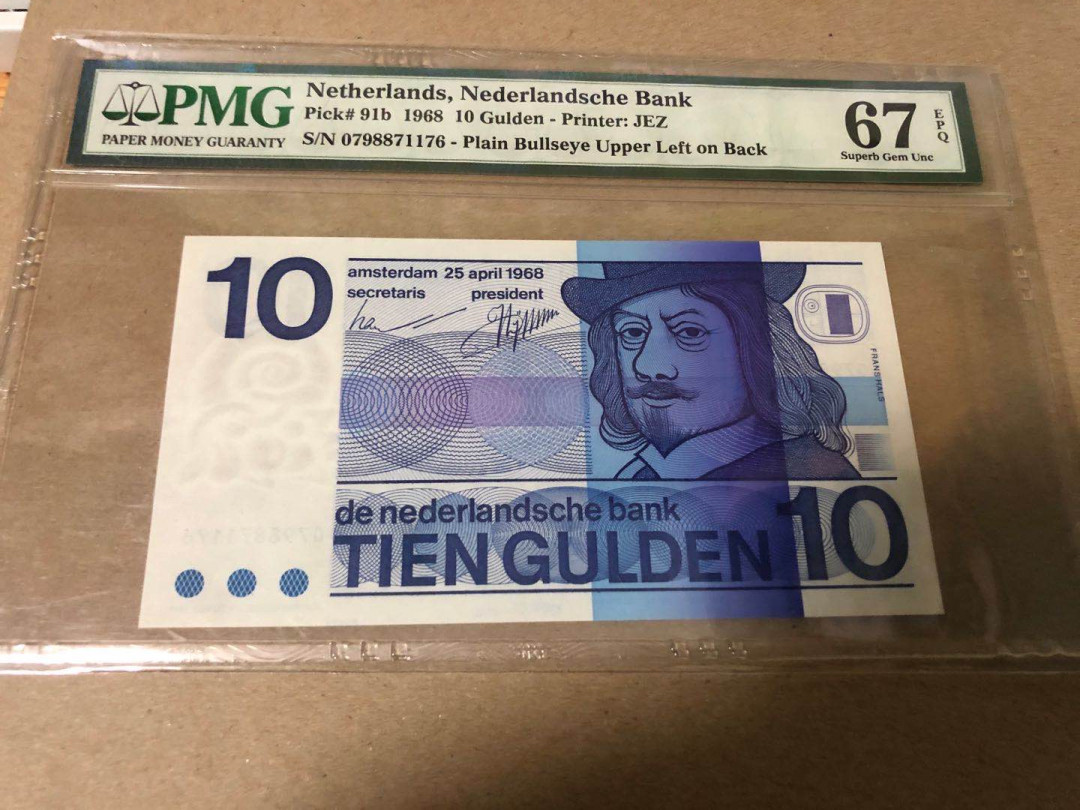 PMG
PAPER MONEY GUARANTY
Netherlands, Nederlandsche Bank
Pick# 91b 1968 10 Gulden - Printer: JEZ
S/N 0798871176 - Plain Bullseye Upper Left on Back
67 EPQ
Superb Gem Unc
10
amsterdam 25 april 1968
secretaris president
FRANS HALS
de nederlandsche bank
TIEN GULDEN 10